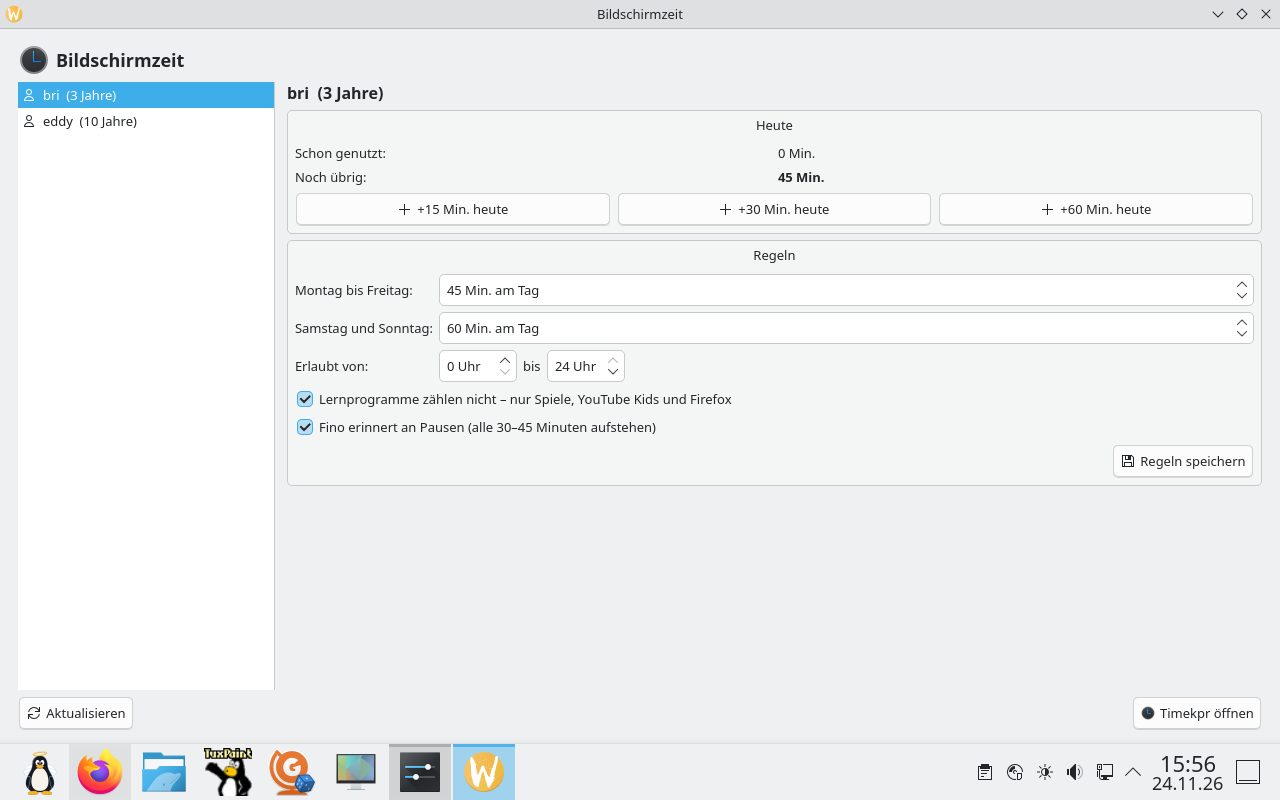 Bildschirmzeit
Bildschirmzeit
bri (3 Jahre)
eddy (10 Jahre)
bri (3 Jahre)
Heute
Schon genutzt: 0 Min.
Noch übrig: 45 Min.
+15 Min. heute
+30 Min. heute
+60 Min. heute
Regeln
Montag bis Freitag: 45 Min. am Tag
Samstag und Sonntag: 60 Min. am Tag
Erlaubt von: 0 Uhr bis 24 Uhr
Lernprogramme zählen nicht – nur Spiele, YouTube Kids und Firefox
Fino erinnert an Pausen (alle 30–45 Minuten aufstehen)
Regeln speichern
Aktualisieren
Timekpr öffnen
TuxPaint
15:56
24.11.26